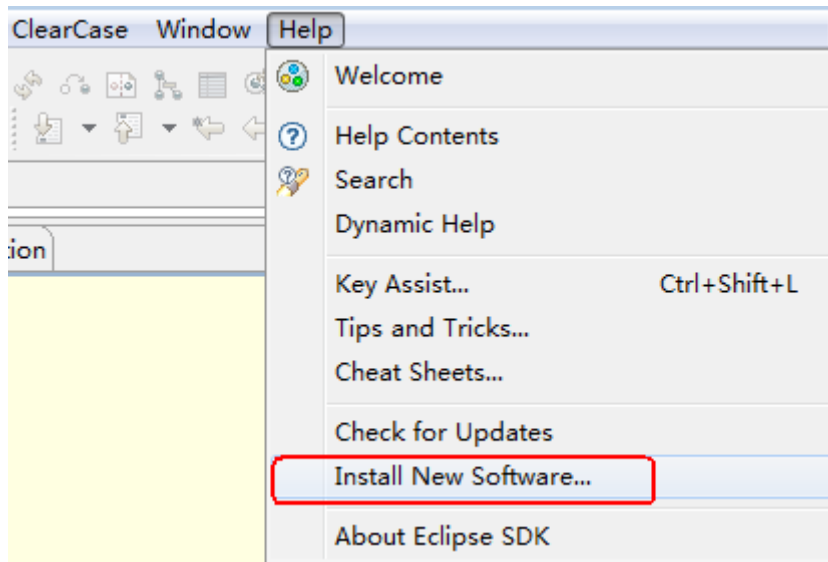 ClearCase Window Help
Welcome
Help Contents
Search
Dynamic Help
tion
Key Assist... Ctrl+Shift+L
Tips and Tricks...
Cheat Sheets...
Check for Updates
Install New Software...
About Eclipse SDK